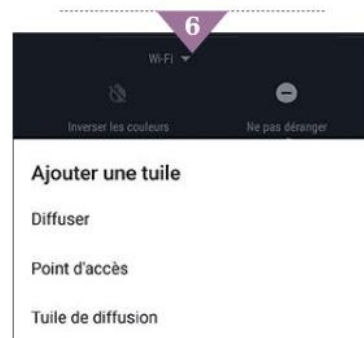 6
Wi-Fi
Inverser les couleurs Ne pas déranger
Ajouter une tuile
Diffuser
Point d'accès
Tuile de diffusion